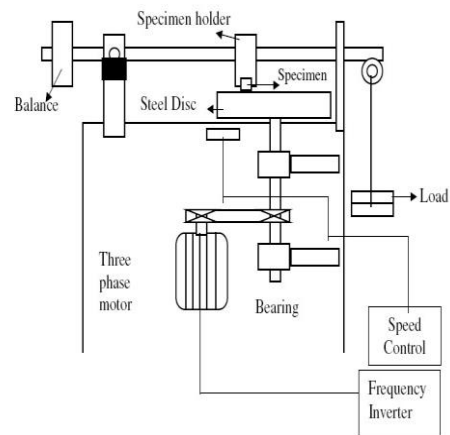 Specimen holder
Specimen
Balance
Steel Disc
Load
Three
phase
motor
Bearing
Speed
Control
Frequency
Inverter